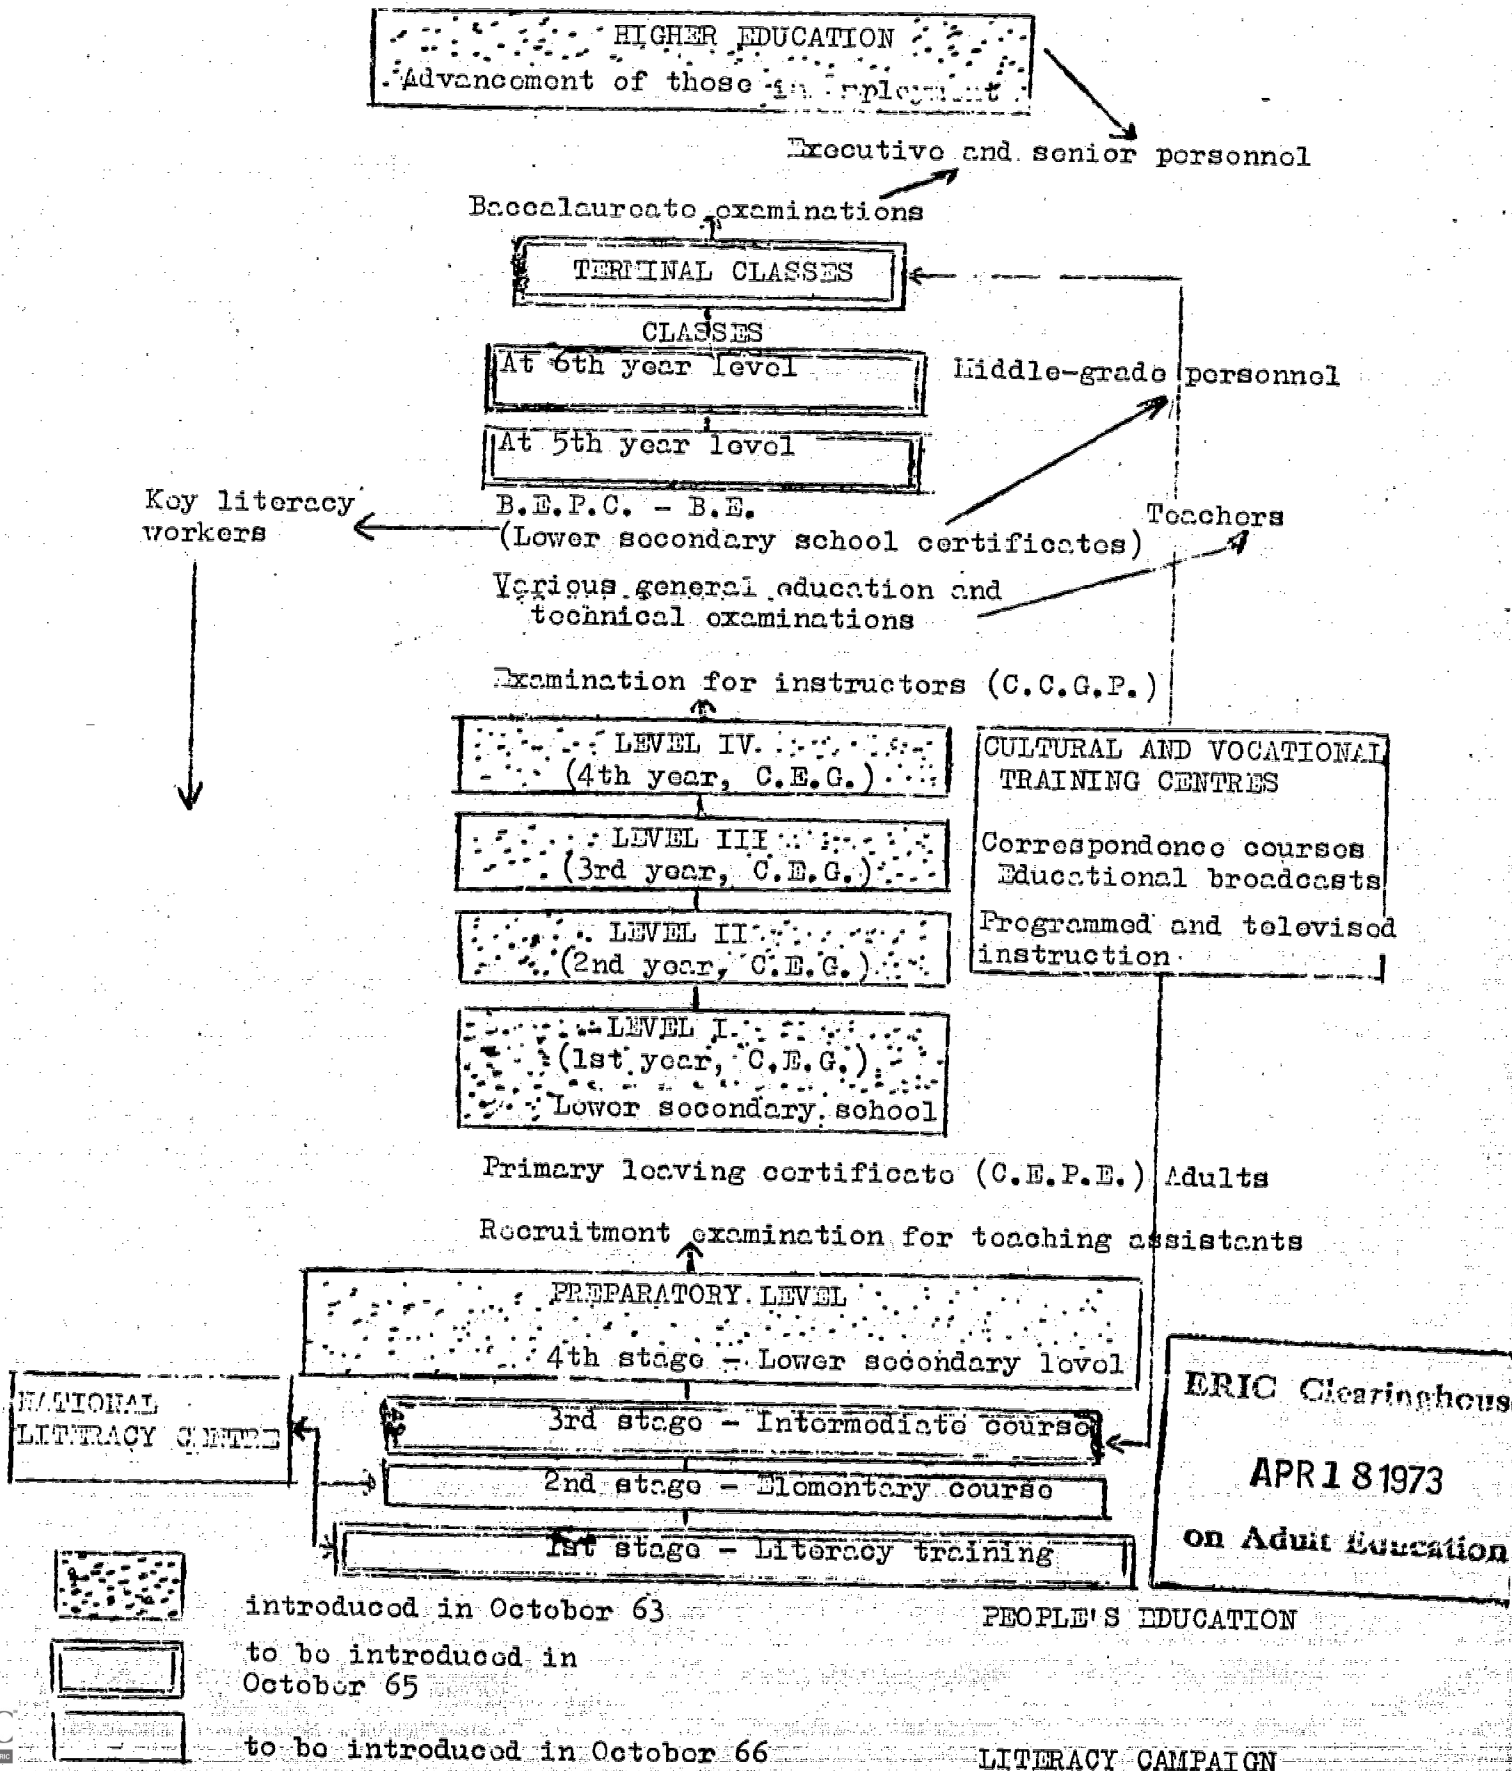 HIGHER EDUCATION
Advancement of those in Employment
Executive and senior personnel
Baccalaureate examinations
TERMINAL CLASSES
CLASSES
At 6th year level
Middle-grade personnel
At 5th year level
Key literacy
workers
B.E.P.C. - B.E.
(Lower secondary school certificates)
Teachers
Various general education and
technical examinations
Examination for instructors (C.C.G.P.)
LEVEL IV.
(4th year, C.E.G.)
CULTURAL AND VOCATIONAL
TRAINING CENTRES
Correspondence courses
Educational broadcasts
Programmed and televised
instruction
LEVEL III
(3rd year, C.E.G.)
LEVEL II
(2nd year, C.E.G.)
LEVEL I.
(1st year, C.E.G.)
Lower secondary school
Primary leaving certificate (C.E.P.E.) Adults
Recruitment examination for teaching assistants
PREPARATORY LEVEL
4th stage - Lower secondary level
NATIONAL
LITERACY CENTRE
3rd stage - Intermediate course
2nd stage - Elementary course
1st stage - Literacy training
ERIC Clearinghous
APR 18 1973
on Adult Education
introduced in October 63
PEOPLE'S EDUCATION
to be introduced in
October 65
to be introduced in October 66
LITERACY CAMPAIGN